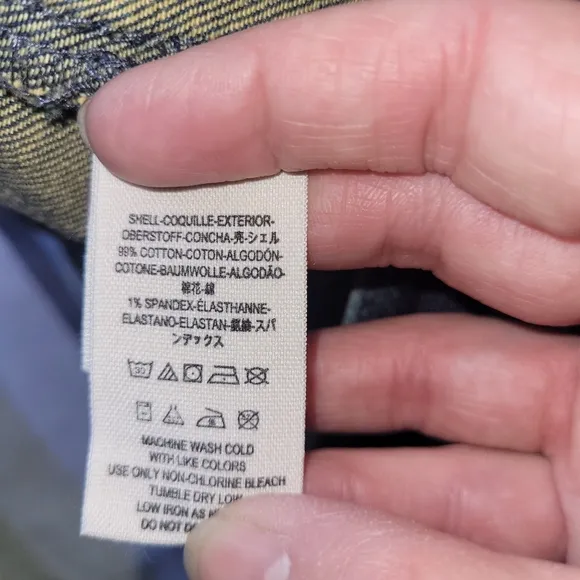 SHELL-COQUILLE-EXTERIOR-
OBERSTOFF-CONCHA-売-シェル
99% COTTON-COTON-ALGODÓN-
COTONE-BAUMWOLLE-ALGODÃO-
棉花-綿
1% SPANDEX-ÉLASTHANNE-
ELASTANO-ELASTAN-氨綸-スパ
ンデックス
30
MACHINE WASH COLD
WITH LIKE COLORS
USE ONLY NON-CHLORINE BLEACH
TUMBLE DRY LOW
LOW IRON AS
DO NOT